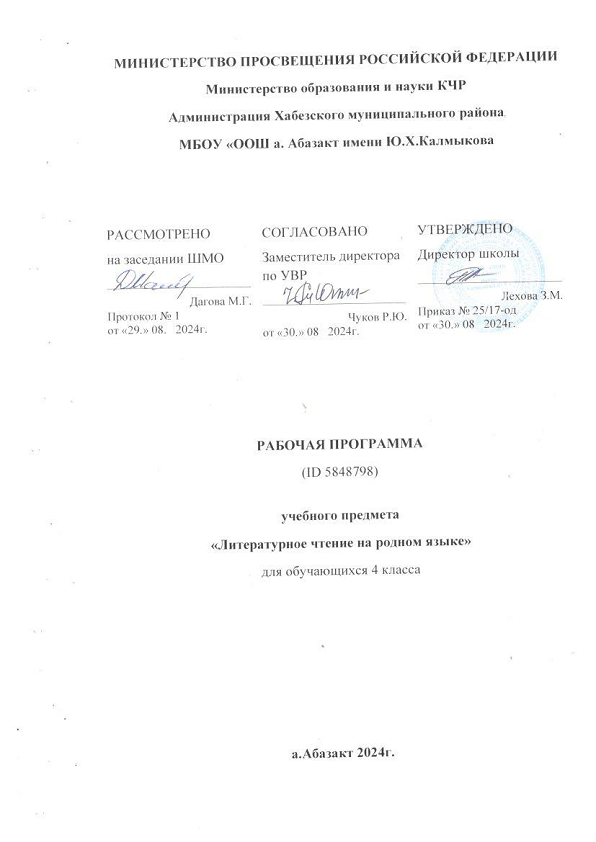 МИНИСТЕРСТВО ПРОСВЕЩЕНИЯ РОССИЙСКОЙ ФЕДЕРАЦИИ
Министерство образования и науки КЧР
Администрация Хабезского муниципального района
МБОУ «ООШ а. Абазакт имени Ю.Х.Калмыкова
РАССМОТРЕНО
на заседании ШМО
Дагова М.Г.
Протокол № 1
от «29.» 08. 2024г.
СОГЛАСОВАНО
Заместитель директора
по УВР
Чуков Р.Ю.
от «30.» 08 2024г.
УТВЕРЖДЕНО
Директор школы
Лехова З.М.
Приказ № 25/17-од
от «30.» 08 2024г.
РАБОЧАЯ ПРОГРАММА
(ID 5848798)
учебного предмета
«Литературное чтение на родном языке»
для обучающихся 4 класса
а.Абазакт 2024г.